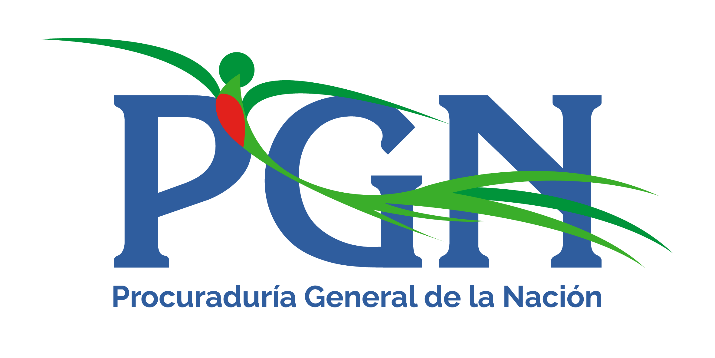 PGN
Procuraduría General de la Nación